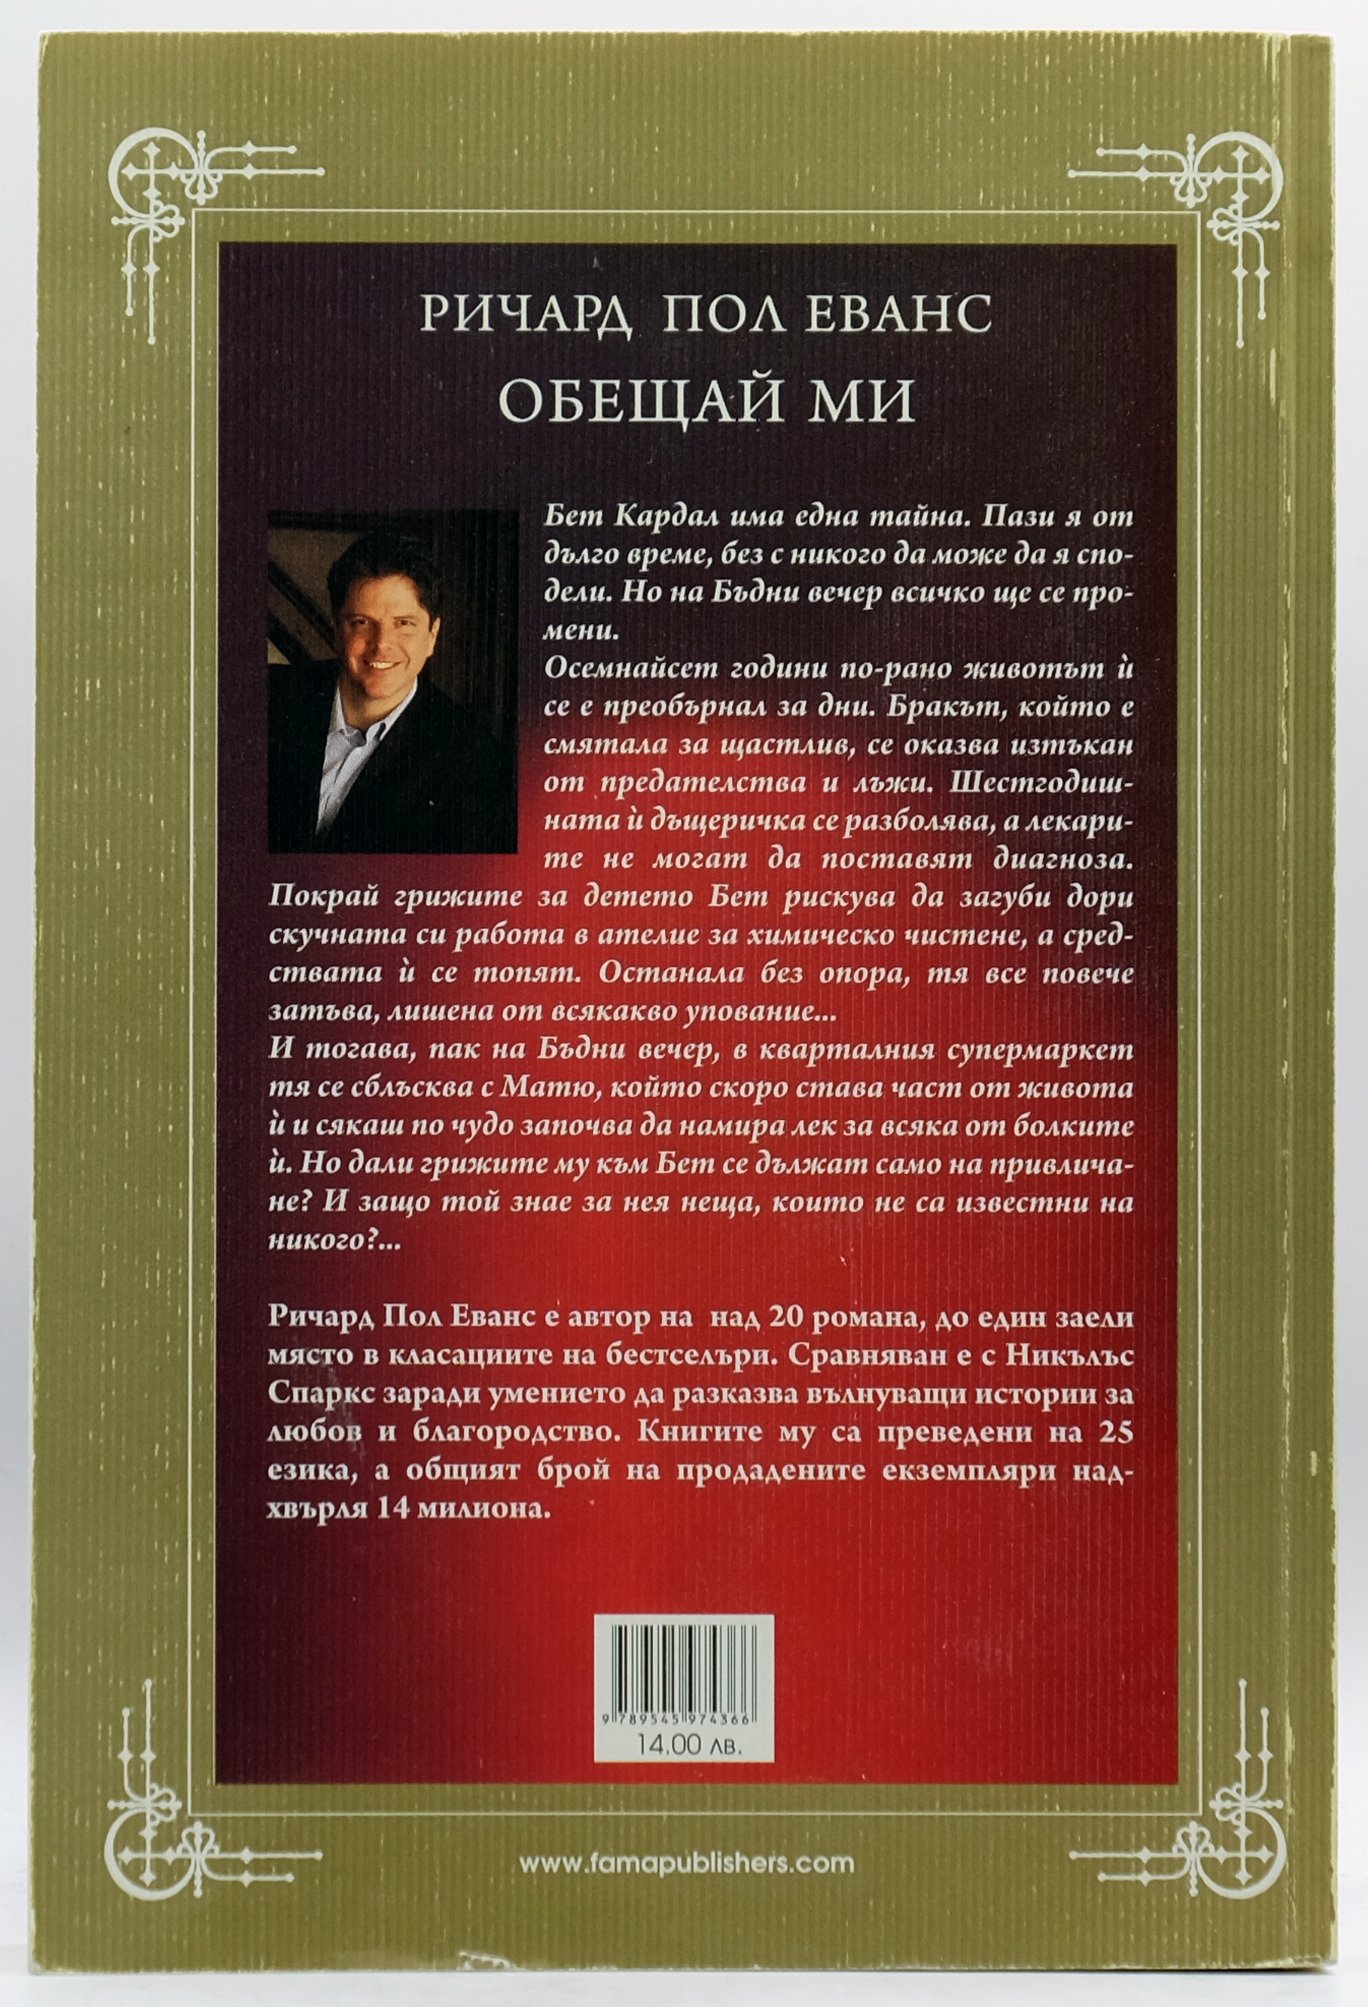 РИЧАРД ПОЛ ЕВАНС
ОБЕЩАЙ МИ
Бет Кардал има една тайна. Пази я от
дълго време, без с никого да може да я спо-
дели. Но на Бъдни вечер всичко ще се про-
мени.
Осемнайсет години по-рано животът ѝ
се е преобърнал за дни. Бракът, който е
смятала за щастлив, се оказва изтъкан
от предателства и лъжи. Шестгодиш-
ната ѝ дъщеричка се разболява, а лекари-
те не могат да поставят диагноза.
Покрай грижите за детето Бет рискува да загуби дори
скучната си работа в ателие за химическо чистене, а сред-
ствата ѝ се топят. Останала без опора, тя все повече
затъва, лишена от всякакво упование...
И тогава, пак на Бъдни вечер, в кварталния супермаркет
тя се сблъсква с Матю, който скоро става част от живота
ѝ и сякаш по чудо започва да намира лек за всяка от болките
ѝ. Но дали грижите му към Бет се дължат само на привлича-
не? И защо той знае за нея неща, които не са известни на
никого?...
Ричард Пол Еванс е автор на над 20 романа, до един заели
място в класациите на бестселъри. Сравняван е с Никълъс
Спаркс заради умението да разказва вълнуващи истории за
любов и благородство. Книгите му са преведени на 25
езика, а общият брой на продадените екземпляри над-
хвърля 14 милиона.
9 789545 974366
14.00 лв.
www.famapublishers.com